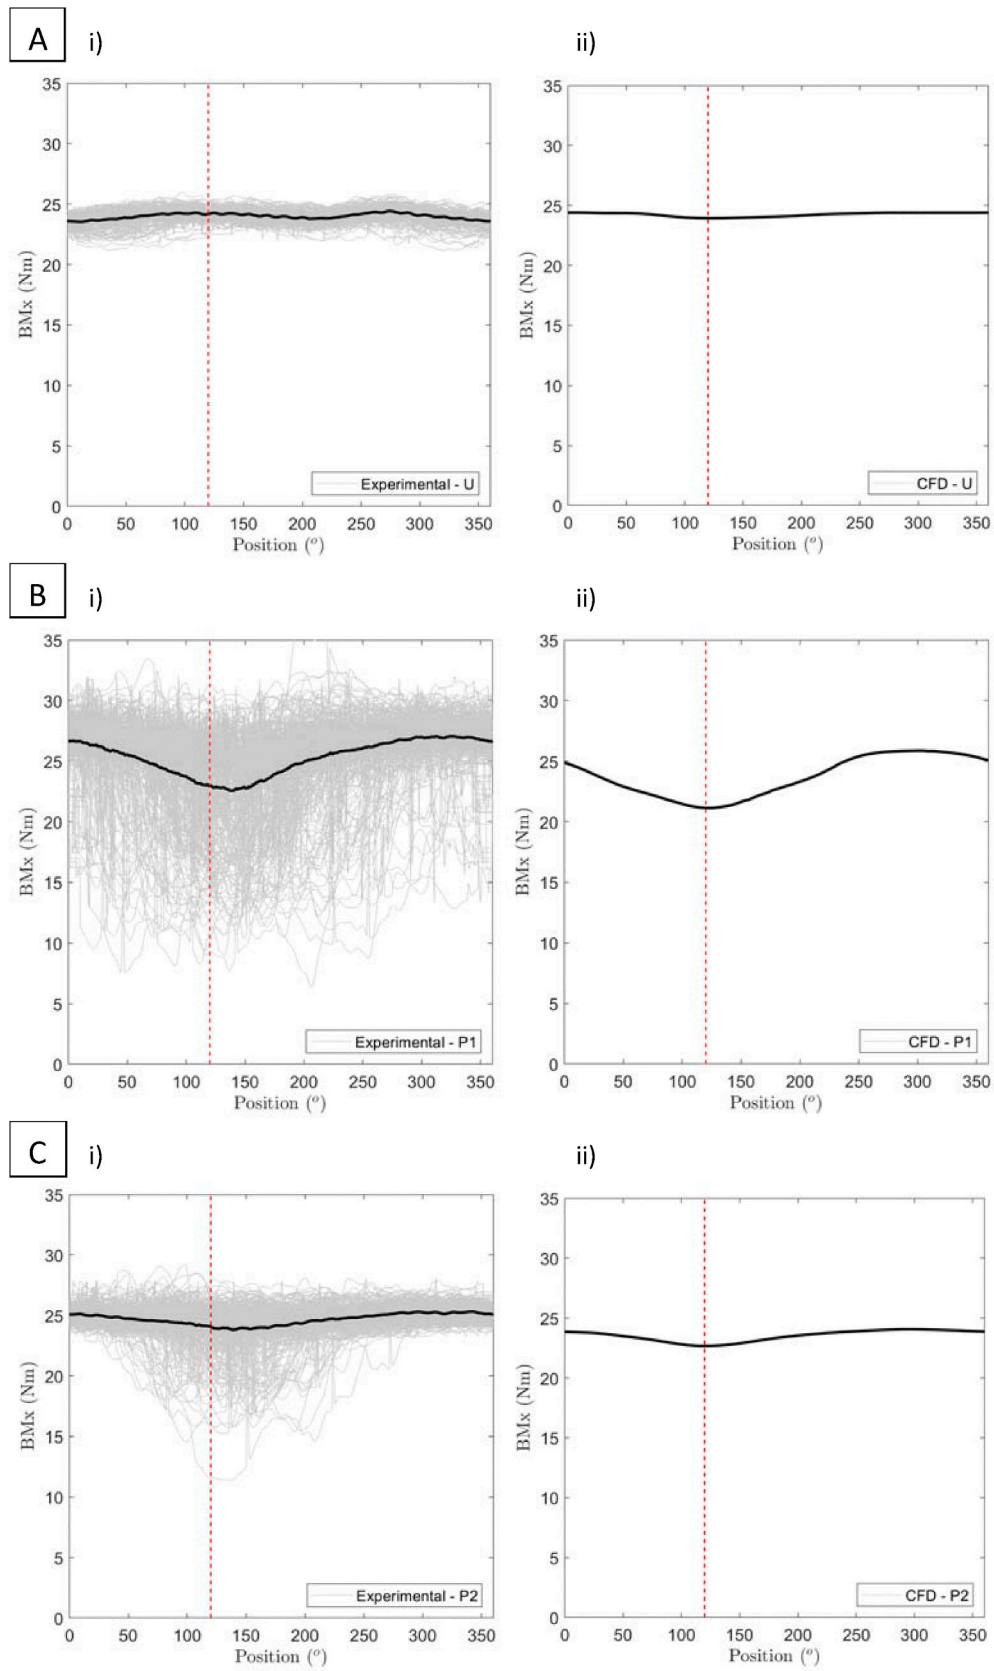 A i) ii)
35
30
25
20
15
10
5
0
BMx (Nm)
Experimental - U
0 50 100 150 200 250 300 350
Position (°)
35
30
25
20
15
10
5
0
BMx (Nm)
CFD - U
0 50 100 150 200 250 300 350
Position (°)
B i) ii)
35
30
25
20
15
10
5
0
BMx (Nm)
Experimental - P1
0 50 100 150 200 250 300 350
Position (°)
35
30
25
20
15
10
5
0
BMx (Nm)
CFD - P1
0 50 100 150 200 250 300 350
Position (°)
C i) ii)
35
30
25
20
15
10
5
0
BMx (Nm)
Experimental - P2
0 50 100 150 200 250 300 350
Position (°)
35
30
25
20
15
10
5
0
BMx (Nm)
CFD - P2
0 50 100 150 200 250 300 350
Position (°)